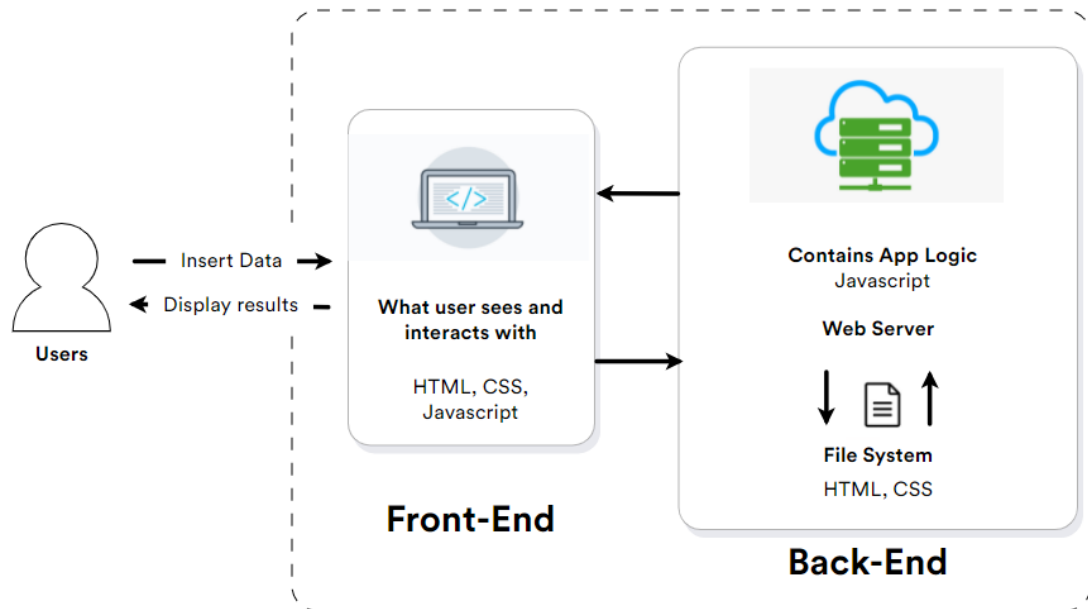 Insert Data
Display results
Users
</>
What user sees and
interacts with
HTML, CSS,
Javascript
Front-End
Contains App Logic
Javascript
Web Server
File System
HTML, CSS
Back-End